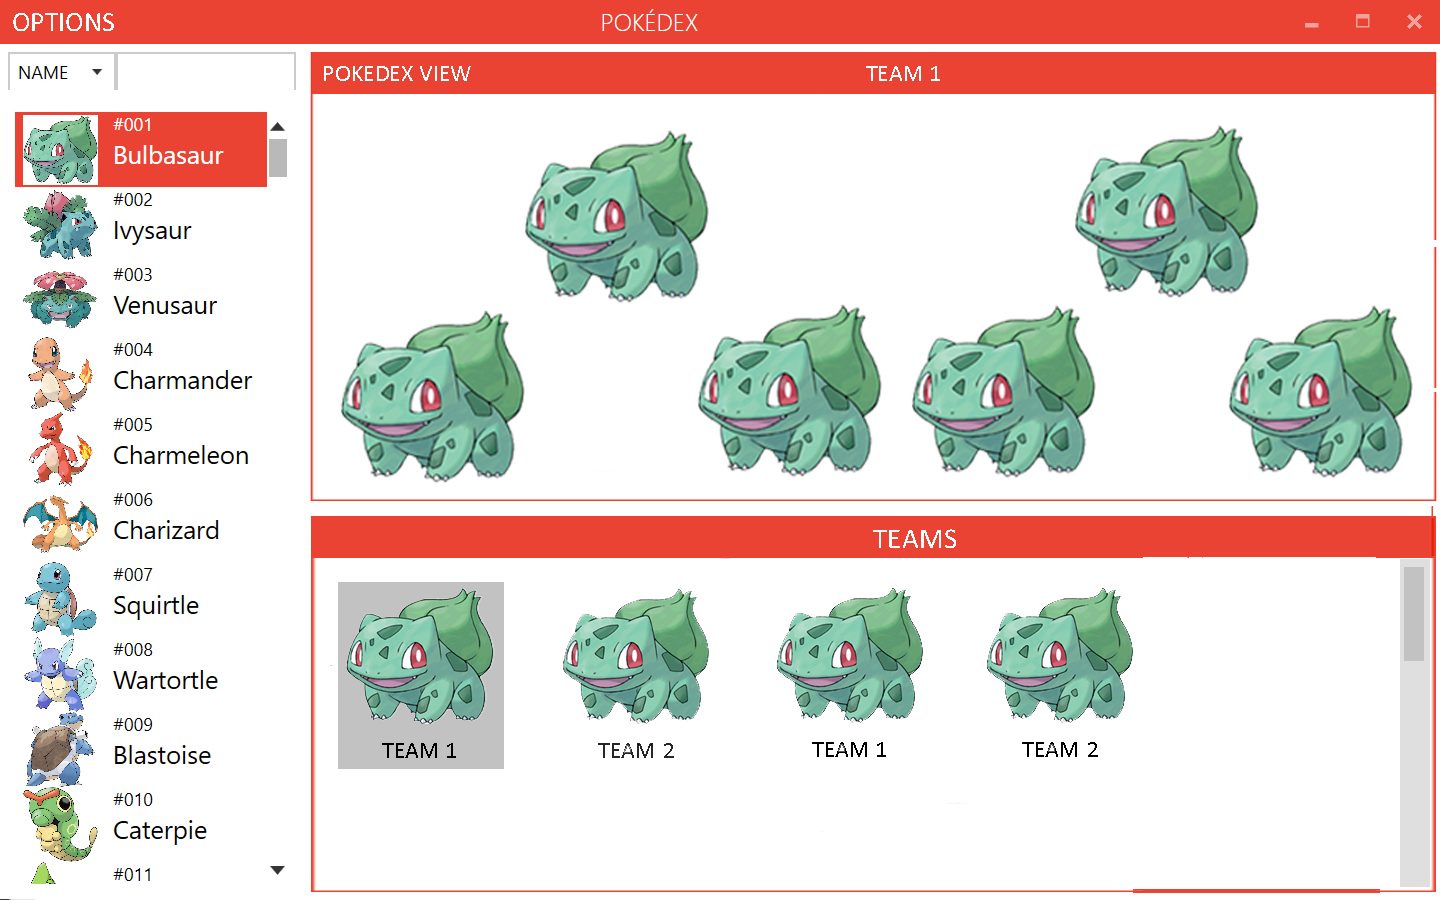 OPTIONS
POKÉDEX
NAME
#001
Bulbasaur
#002
Ivysaur
#003
Venusaur
#004
Charmander
#005
Charmeleon
#006
Charizard
#007
Squirtle
#008
Wartortle
#009
Blastoise
#010
Caterpie
#011
POKEDEX VIEW
TEAM 1
TEAMS
TEAM 1
TEAM 2
TEAM 1
TEAM 2